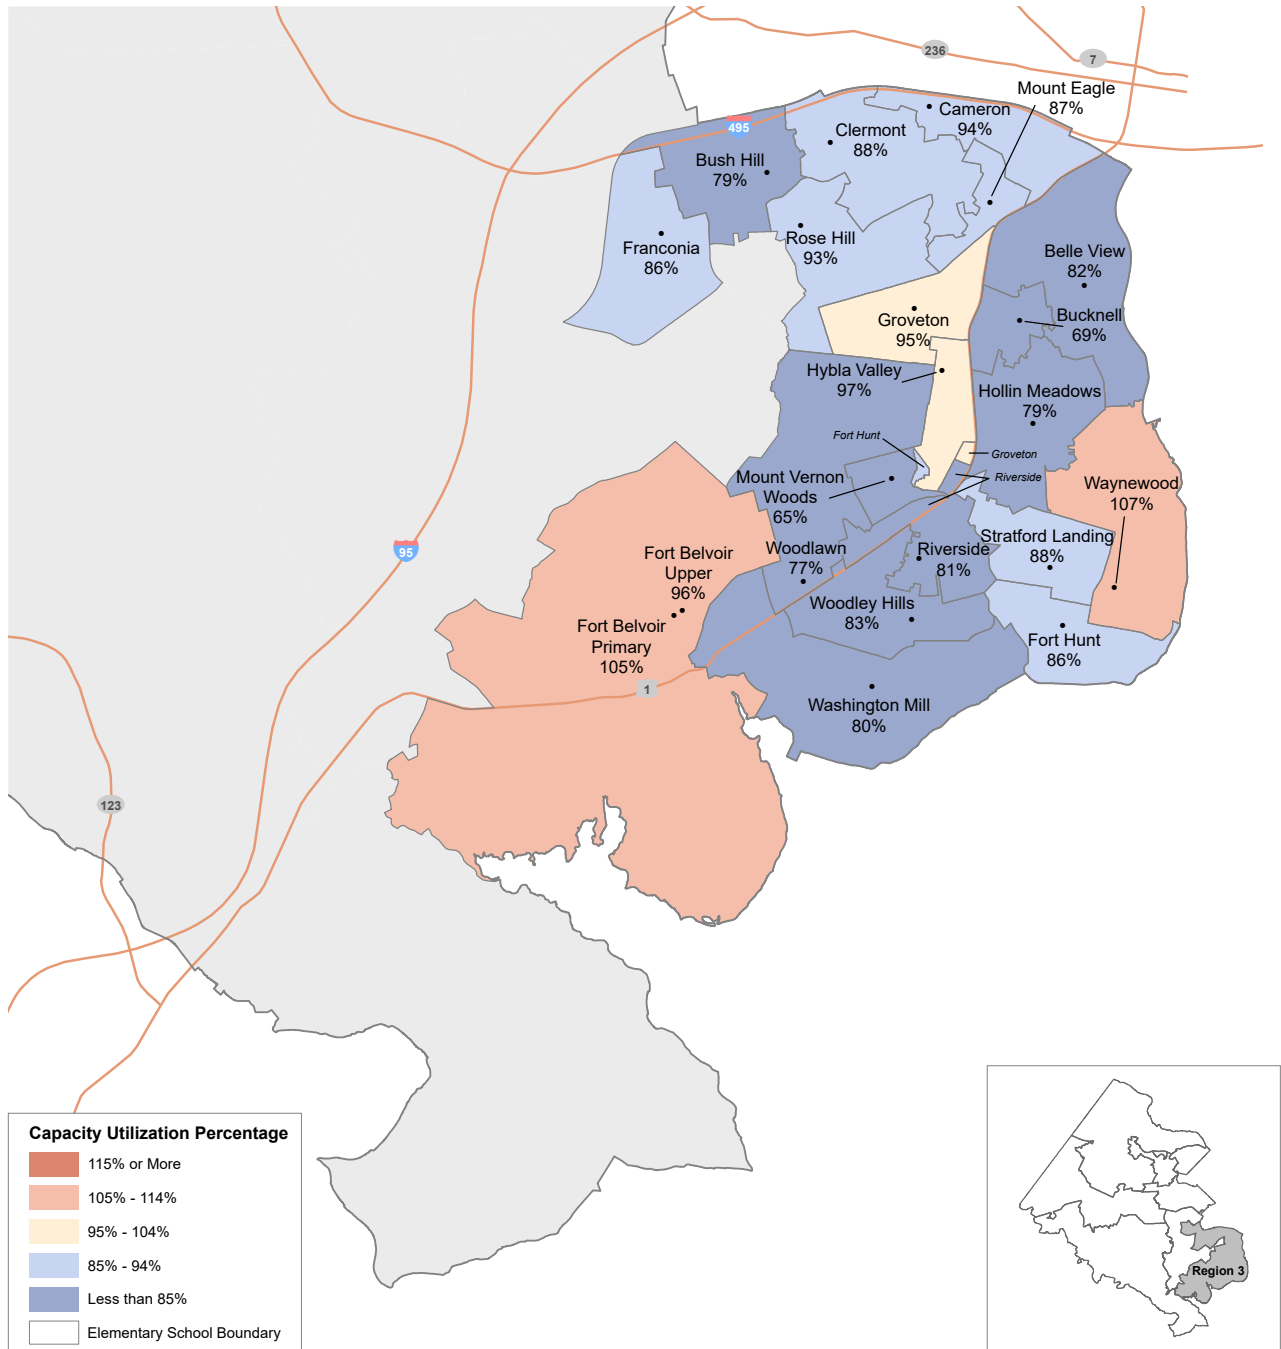 236
7
Mount Eagle
87%
Cameron
94%
495
Clermont
88%
Bush Hill
79%
Franconia
86%
Rose Hill
93%
Belle View
82%
Groveton
95%
Bucknell
69%
Hybla Valley
97%
Hollin Meadows
79%
Fort Hunt
Groveton
Riverside
Mount Vernon
Woods
65%
Waynewood
107%
95
Fort Belvoir
Upper
96%
Woodlawn
77%
Riverside
81%
Stratford Landing
88%
Woodley Hills
83%
Fort Belvoir
Primary
105%
Fort Hunt
86%
1
Washington Mill
80%
123
Capacity Utilization Percentage
115% or More
105% - 114%
95% - 104%
85% - 94%
Less than 85%
Elementary School Boundary
Region 3